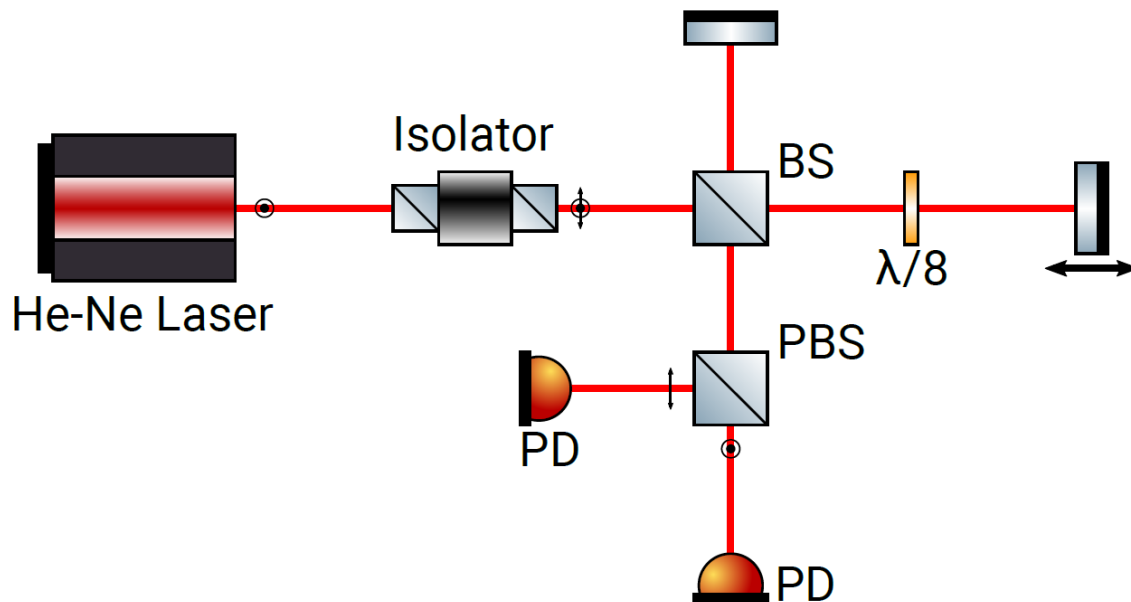 Isolator
BS
He-Ne Laser
λ/8
PBS
PD
PD